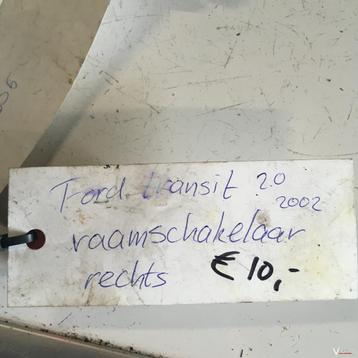 Ford transit 2.0
2002
raamschakelaar
rechts € 10,-